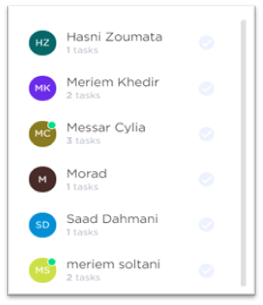 HZ Hasni Zoumata
1 tasks
MK Meriem Khedir
2 tasks
MC Messar Cylia
3 tasks
M Morad
1 tasks
SD Saad Dahmani
1 tasks
MS meriem soltani
2 tasks